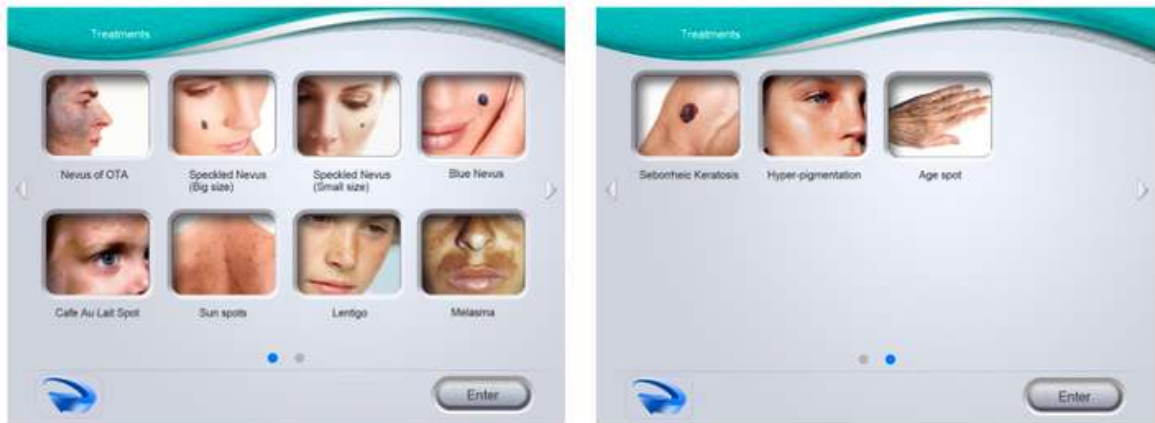 Treatments
Nevus of OTA
Speckled Nevus
(Big size)
Speckled Nevus
(Small size)
Blue Nevus
Cafe Au Lait Spot
Sun spots
Lentigo
Melasma
Enter
Treatments
Seborrheic Keratosis
Hyper-pigmentation
Age spot
Enter